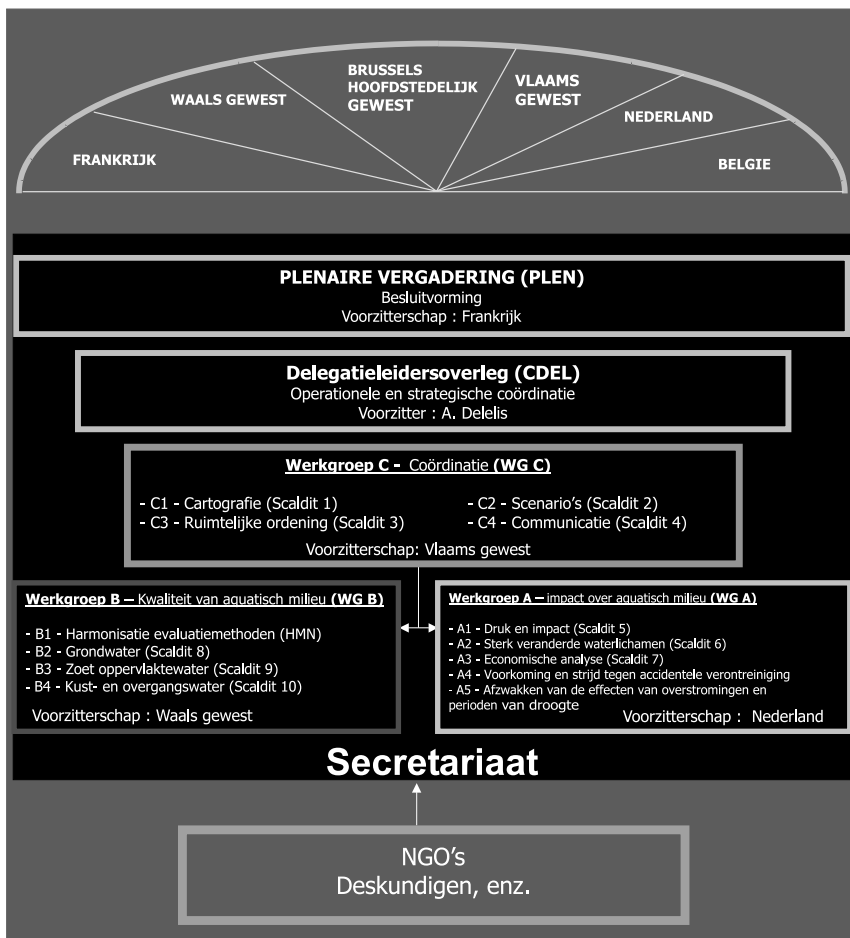 FRANKRIJK
WAALS GEWEST
BRUSSELS
HOOFDSTEDELIJK
GEWEST
VLAAMS
GEWEST
NEDERLAND
BELGIE
PLENAIRE VERGADERING (PLEN)
Besluitvorming
Voorzitterschap : Frankrijk
Delegatieleidersoverleg (CDEL)
Operationele en strategische coördinatie
Voorzitter : A. Delelis
Werkgroep C - Coördinatie (WG C)
- C1 - Cartografie (Scaldit 1)
- C2 - Scenario's (Scaldit 2)
- C3 - Ruimtelijke ordening (Scaldit 3)
- C4 - Communicatie (Scaldit 4)
Voorzitterschap: Vlaams gewest
Werkgroep B – Kwaliteit van aquatisch milieu (WG B)
- B1 - Harmonisatie evaluatiemethoden (HMN)
- B2 - Grondwater (Scaldit 8)
- B3 - Zoet oppervlaktewater (Scaldit 9)
- B4 - Kust- en overgangswater (Scaldit 10)
Voorzitterschap : Waals gewest
Werkgroep A – impact over aquatisch milieu (WG A)
- A1 - Druk en impact (Scaldit 5)
- A2 - Sterk veranderde waterlichamen (Scaldit 6)
- A3 - Economische analyse (Scaldit 7)
- A4 - Voorkoming en strijd tegen accidentele verontreiniging
- A5 - Afzwakken van de effecten van overstromingen en
perioden van droogte
Voorzitterschap : Nederland
Secretariaat
NGO's
Deskundigen, enz.